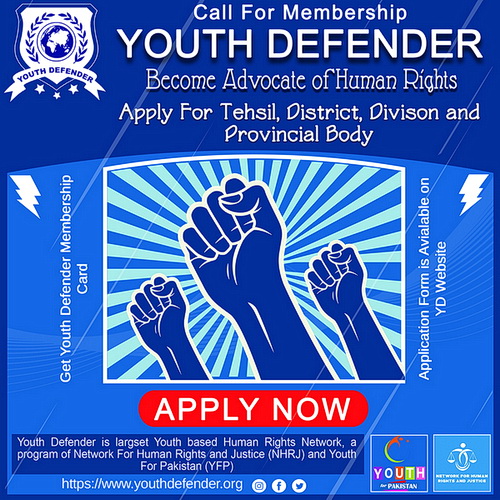 Call For Membership
YOUTH DEFENDER
YOUTH DEFENDER
Become Advocate of Human Rights
Apply For Tehsil, District, Divison and
Provincial Body
Get Youth Defender Membership
Card
Application Form is Avialable on
YD Website
APPLY NOW
Youth Defender is largset Youth based Human Rights Network, a
program of Network For Human Rights and Justice (NHRJ) and Youth
For Pakistan (YFP)
https://www.youthdefender.org
YOUTH
for PAKISTAN
NETWORK FOR HUMAN
RIGHTS AND JUSTICE